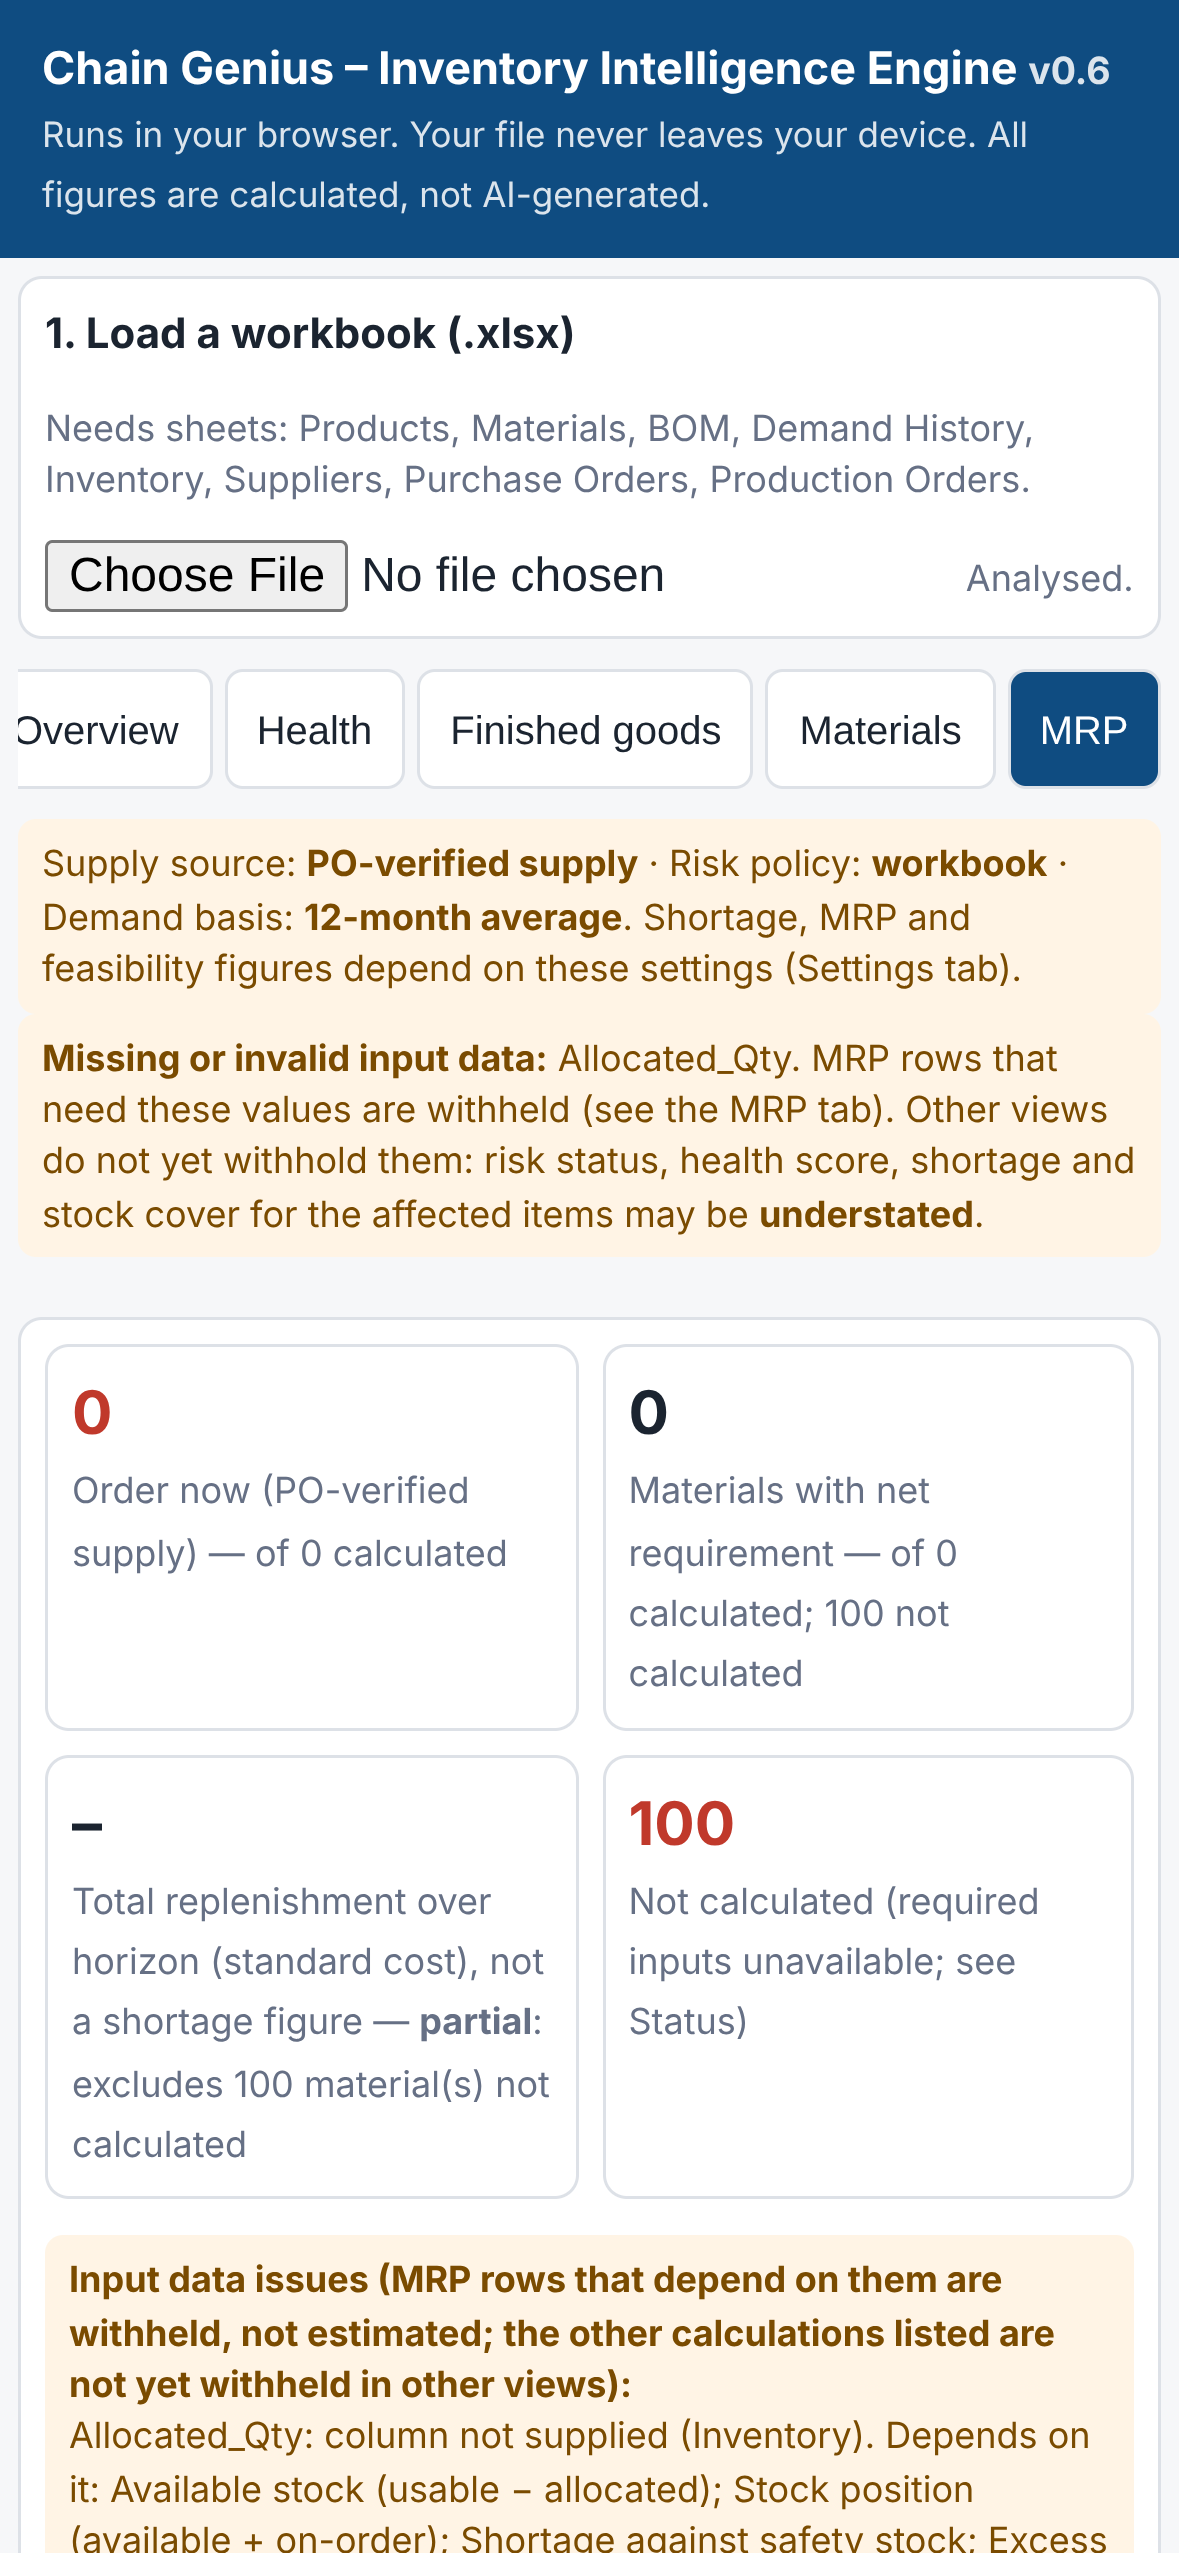 Chain Genius – Inventory Intelligence Engine v0.6
Runs in your browser. Your file never leaves your device. All
figures are calculated, not AI-generated.
1. Load a workbook (.xlsx)
Needs sheets: Products, Materials, BOM, Demand History,
Inventory, Suppliers, Purchase Orders, Production Orders.
Choose File No file chosen Analysed.
Overview Health Finished goods Materials MRP
Supply source: PO-verified supply · Risk policy: workbook ·
Demand basis: 12-month average. Shortage, MRP and
feasibility figures depend on these settings (Settings tab).
Missing or invalid input data: Allocated_Qty. MRP rows that
need these values are withheld (see the MRP tab). Other views
do not yet withhold them: risk status, health score, shortage and
stock cover for the affected items may be understated.
0
Order now (PO-verified
supply) — of 0 calculated
0
Materials with net
requirement — of 0
calculated; 100 not
calculated
–
Total replenishment over
horizon (standard cost), not
a shortage figure — partial:
excludes 100 material(s) not
calculated
100
Not calculated (required
inputs unavailable; see
Status)
Input data issues (MRP rows that depend on them are
withheld, not estimated; the other calculations listed are
not yet withheld in other views):
Allocated_Qty: column not supplied (Inventory). Depends on
it: Available stock (usable − allocated); Stock position
(available + on-order); Shortage against safety stock; Excess